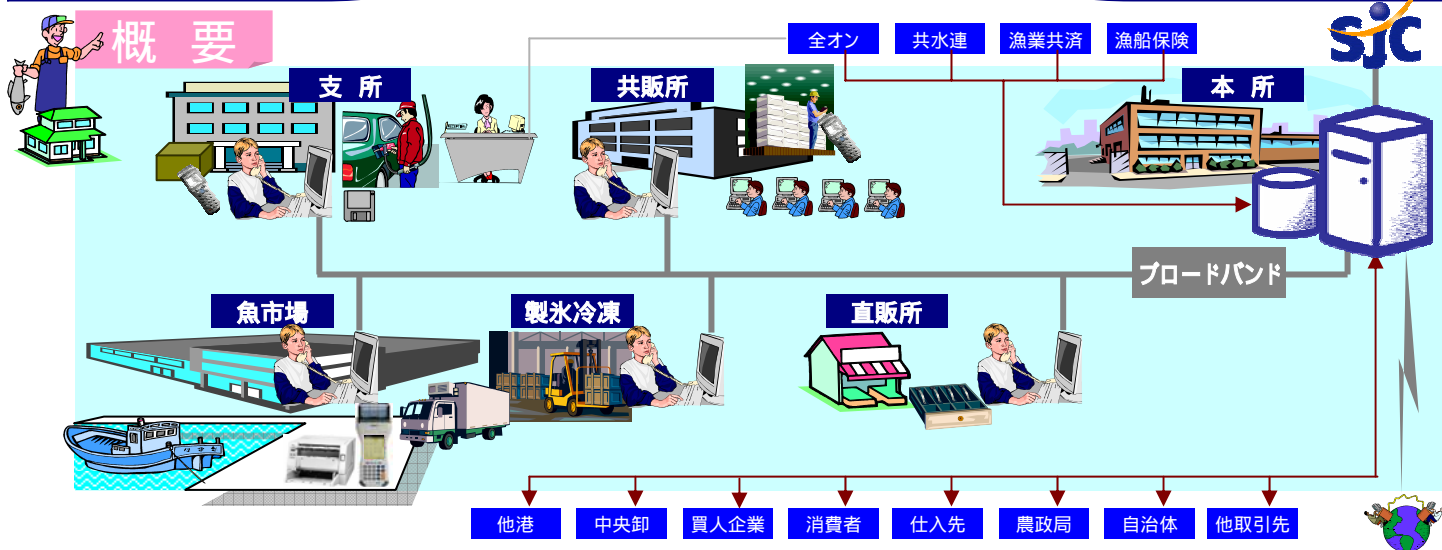 概 要
全オン
共水連
漁業共済
漁船保険
sjc
支 所
共販所
本 所
ブロードバンド
魚市場
製氷冷凍
直販所
他港
中央卸
買人企業
消費者
仕入先
農政局
自治体
他取引先